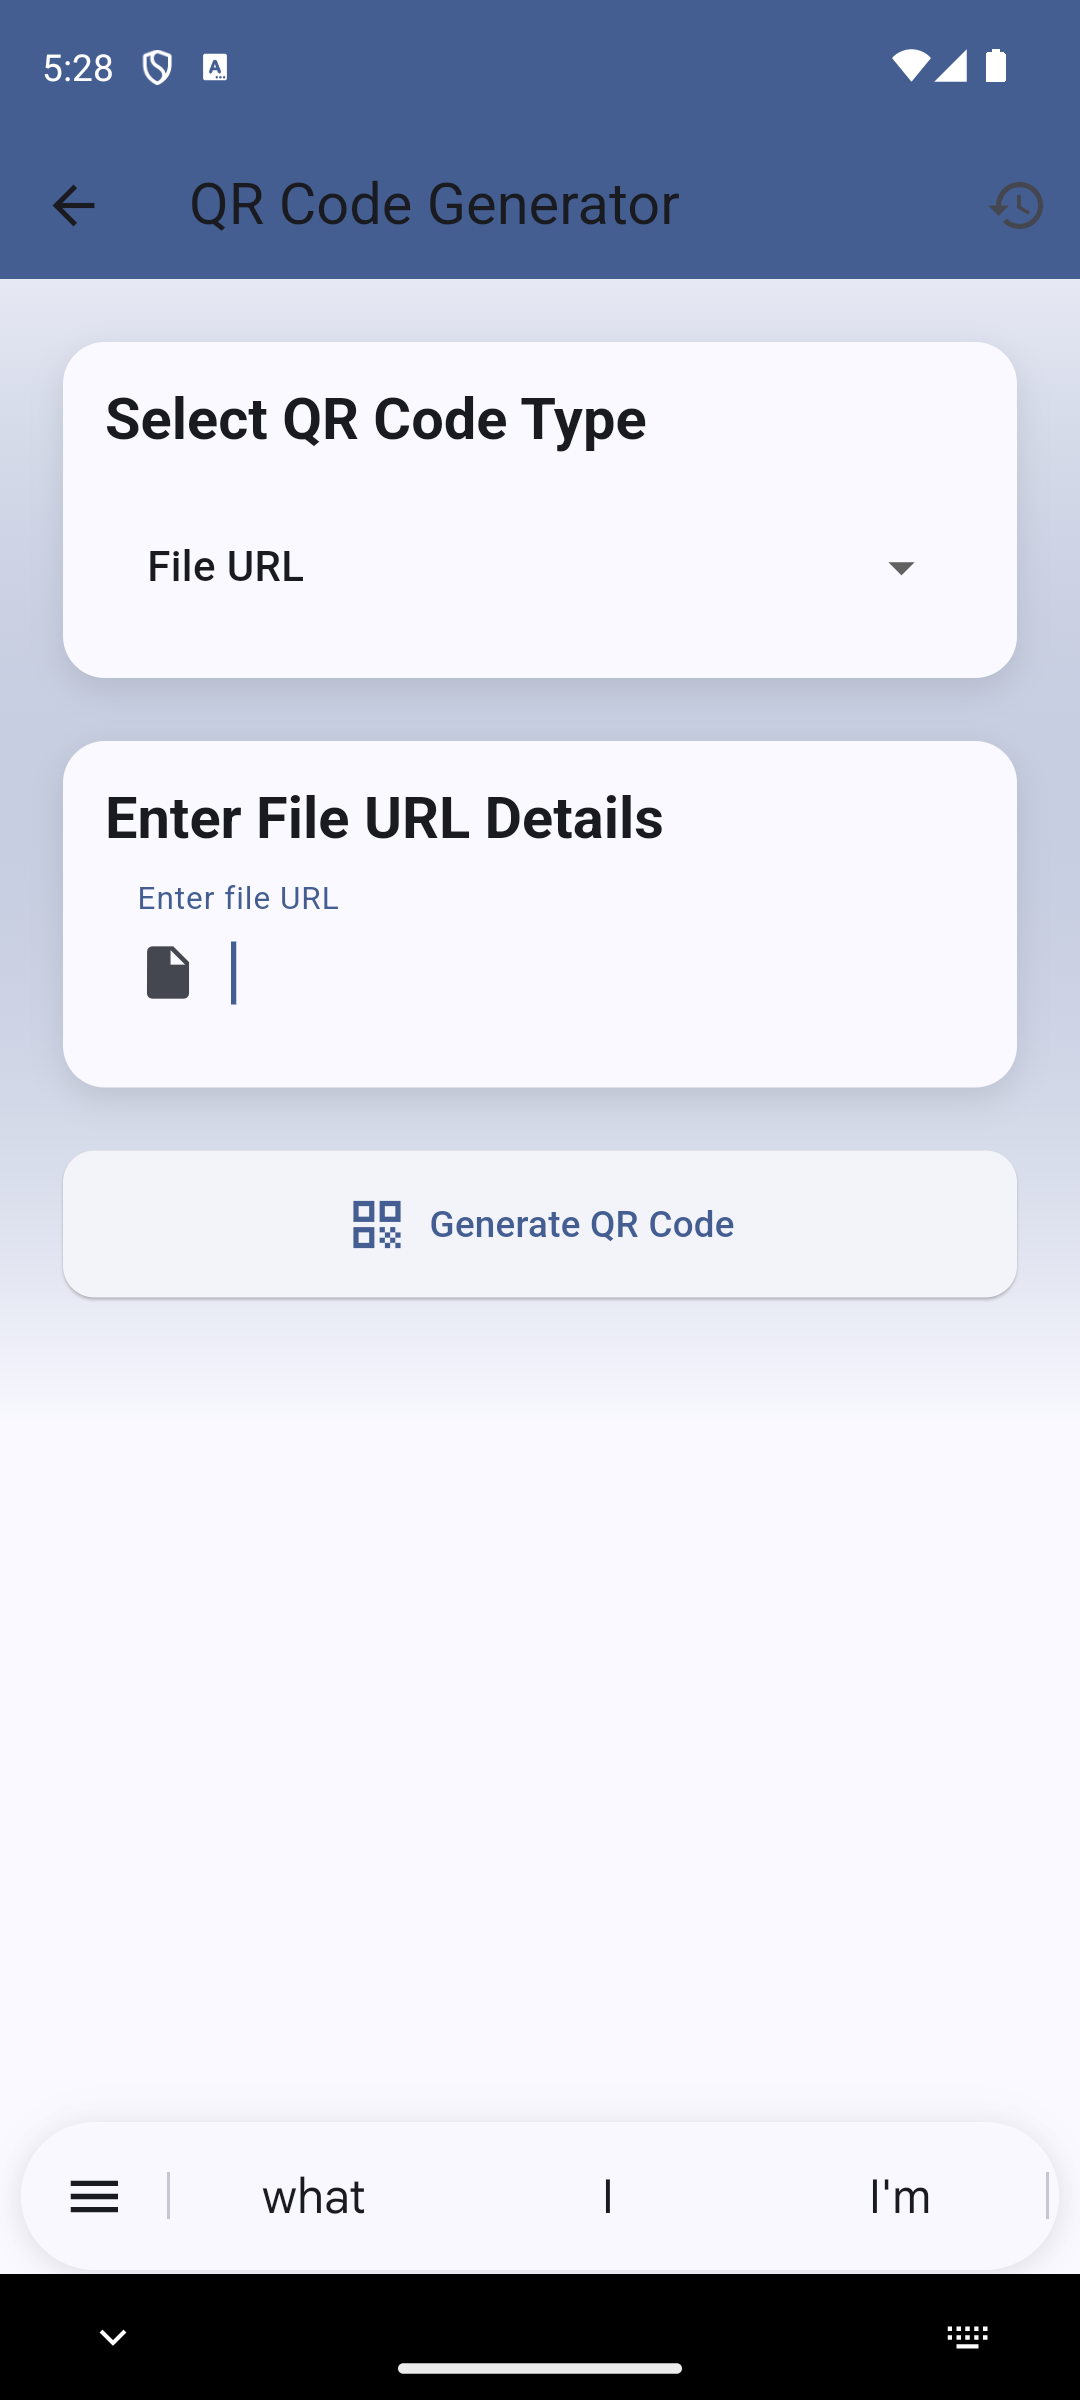 5:28
QR Code Generator
Select QR Code Type
File URL
Enter File URL Details
Enter file URL
Generate QR Code
what I I'm